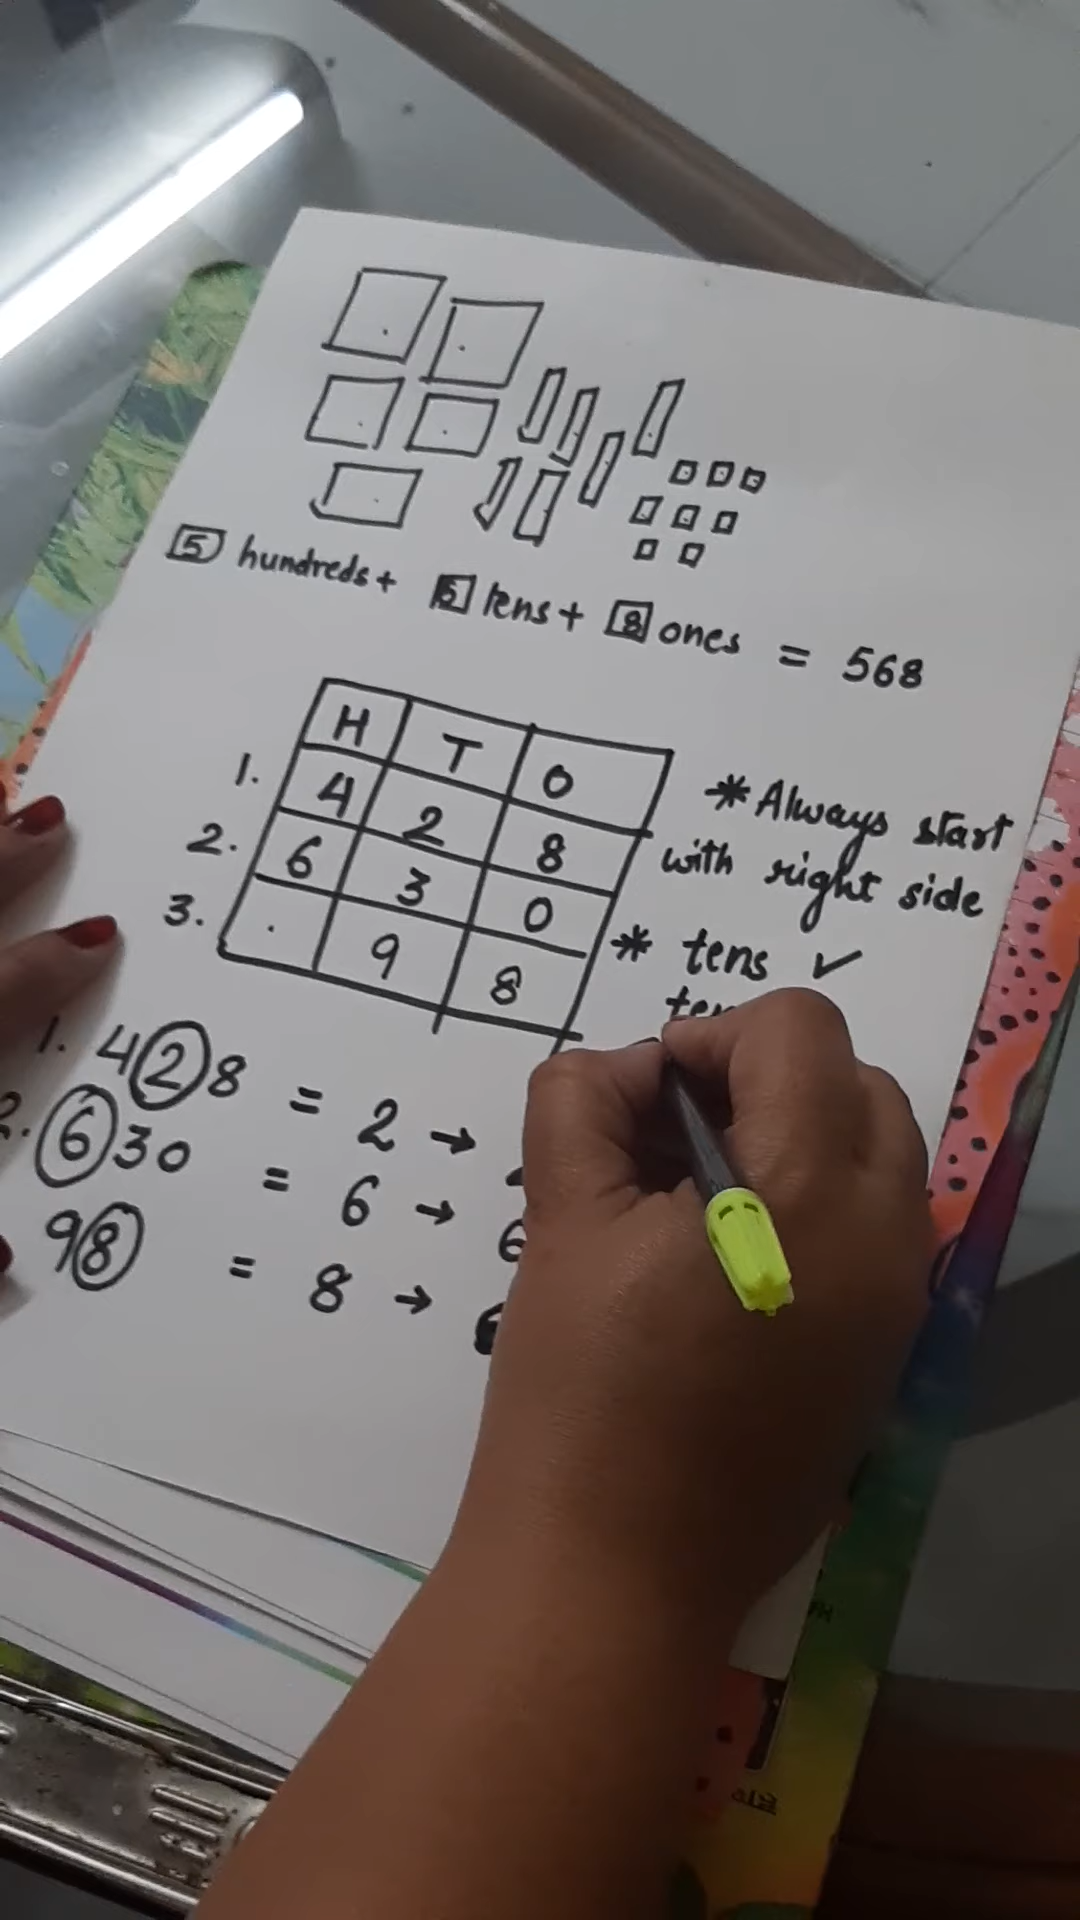 5 hundreds + 5 tens + 8 ones = 568
H T O
1. 4 2 8
2. 6 3 0
3. 9 8
* Always start
with right side
* tens ✓
1. 428 = 2 →
2. 630 = 6 → 6
98 = 8 →